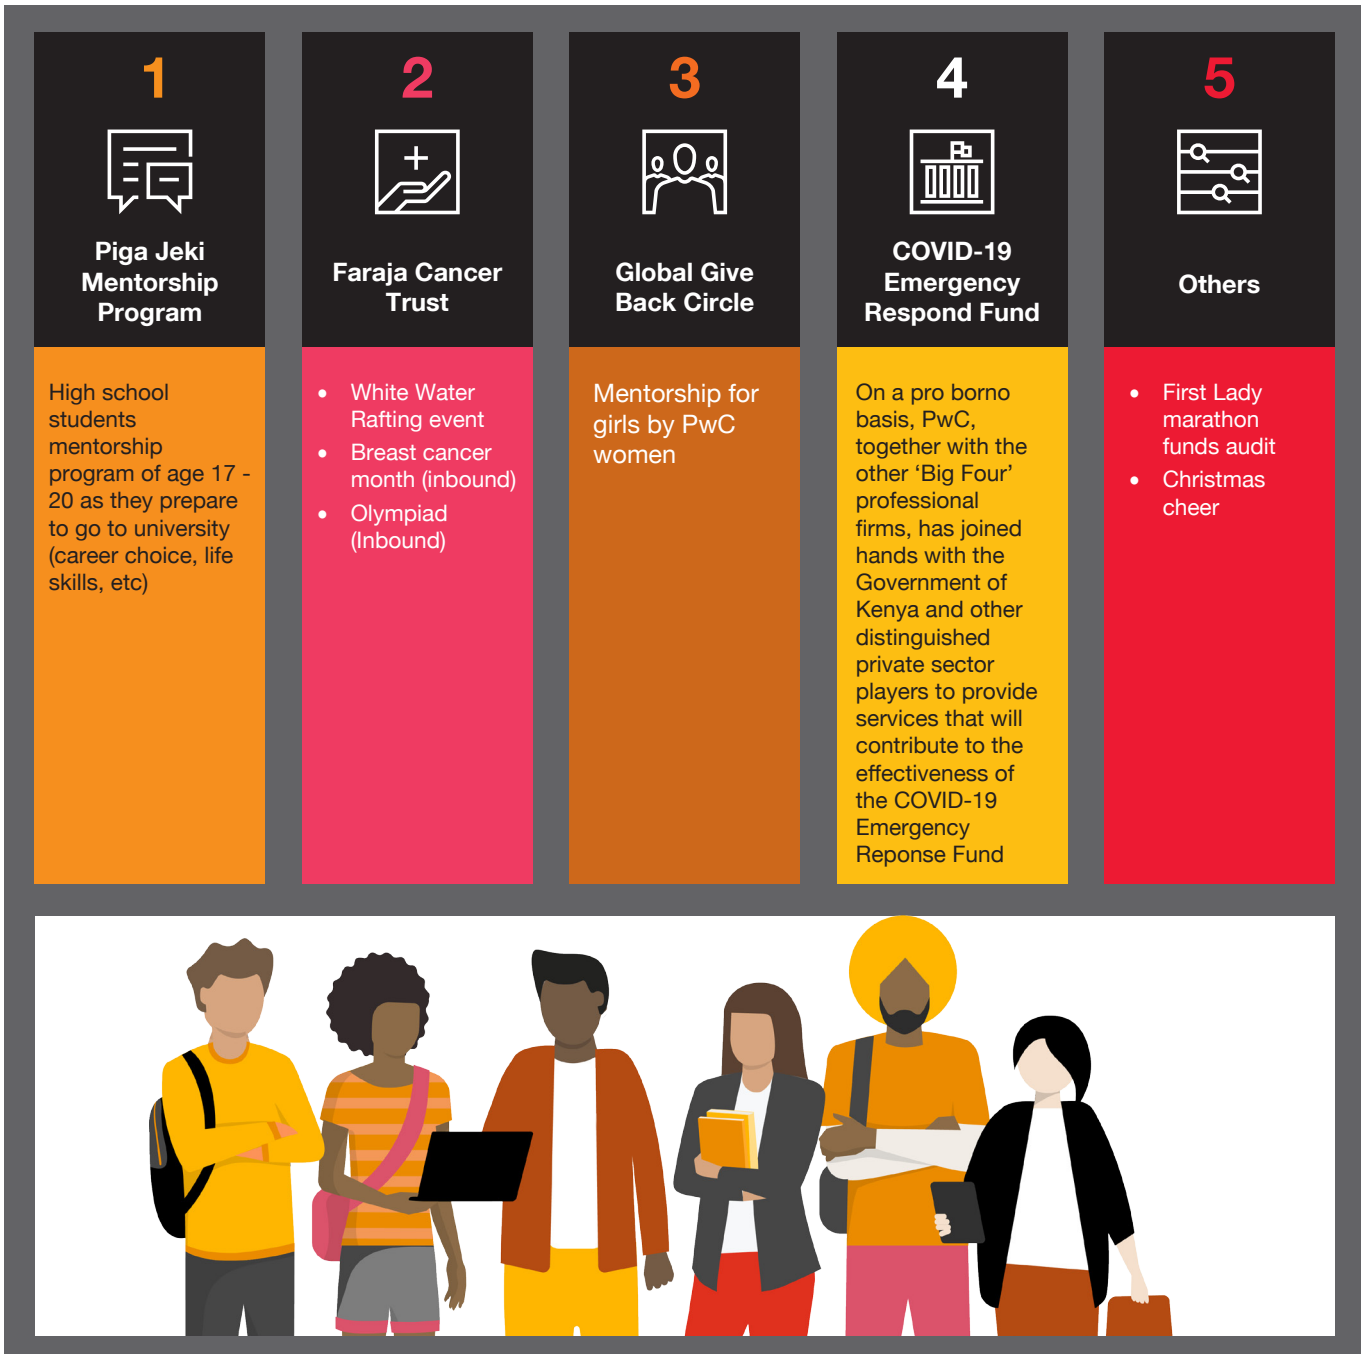 1
Piga Jeki
Mentorship
Program
High school
students
mentorship
program of age 17 -
20 as they prepare
to go to university
(career choice, life
skills, etc)
2
Faraja Cancer
Trust
• White Water
Rafting event
• Breast cancer
month (inbound)
• Olympiad
(Inbound)
3
Global Give
Back Circle
Mentorship for
girls by PwC
women
4
COVID-19
Emergency
Respond Fund
On a pro borno
basis, PwC,
together with the
other ‘Big Four’
professional
firms, has joined
hands with the
Government of
Kenya and other
distinguished
private sector
players to provide
services that will
contribute to the
effectiveness of
the COVID-19
Emergency
Reponse Fund
5
Others
• First Lady
marathon
funds audit
• Christmas
cheer